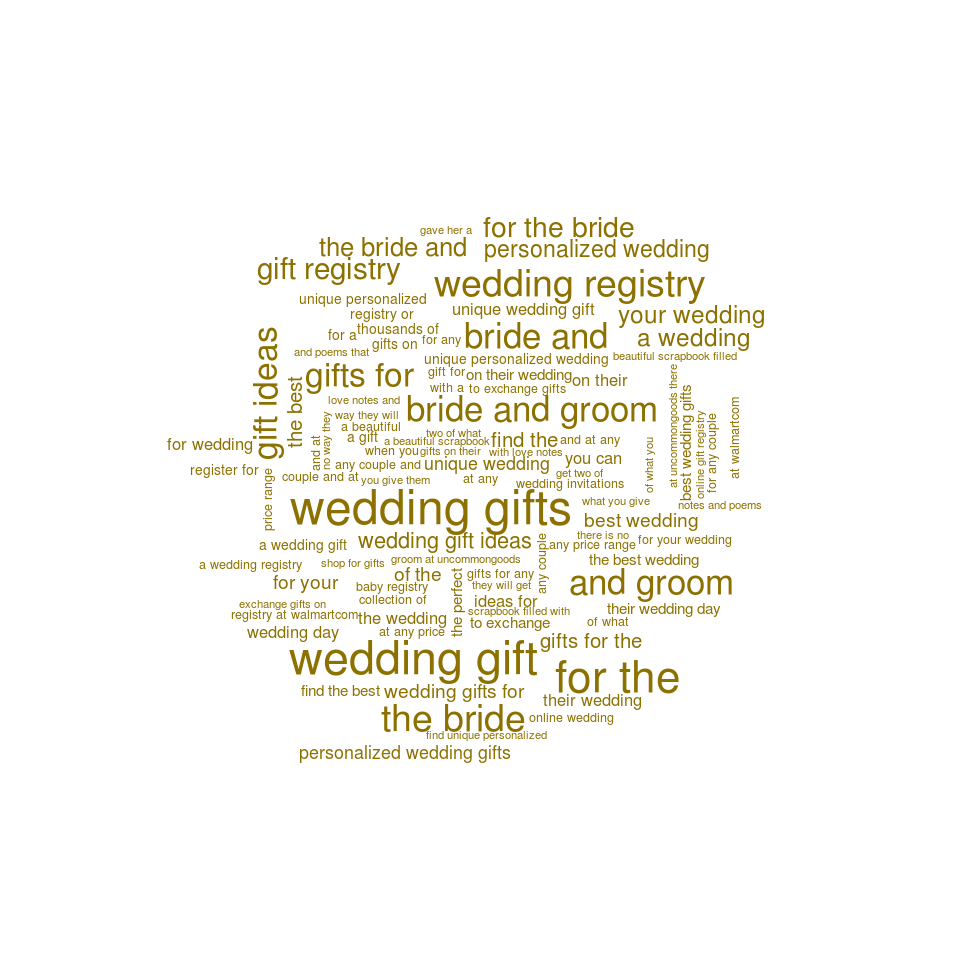 gave her a
for the bride
the bride and
personalized wedding
gift registry
wedding registry
unique personalized
unique wedding gift
registry or
your wedding
thousands of
for a
bride and
a wedding
gifts on
for any
and poems that
unique personalized wedding
beautiful scrapbook filled
gift ideas
the best
gifts for
gift for
on their wedding
on their
with a
to exchange gifts
love notes and
bride and groom
way they will
no way they
a beautiful
and at
a gift
two of what
a beautiful scrapbook
find the
and at any
for wedding
when you
gifts on their
with love notes
you can
of what you
at uncommongoods there
best wedding gifts
online gift registry
for any couple
at walmartcom
register for
any couple and
unique wedding
couple and at
you give them
at any
get two of
wedding invitations
price range
wedding gifts
what you give
notes and poems
best wedding
there is no
a wedding gift
wedding gift ideas
any couple
any price range
for your wedding
a wedding registry
shop for gifts
groom at uncommongoods
the best wedding
for your
of the
the perfect
gifts for any
and groom
baby registry
they will get
exchange gifts on
collection of
ideas for
registry at walmartcom
the wedding
scrapbook filled with
their wedding day
to exchange
of what
wedding day
at any price
gifts for the
wedding gift
for the
find the best
wedding gifts for
their wedding
the bride
online wedding
find unique personalized
personalized wedding gifts